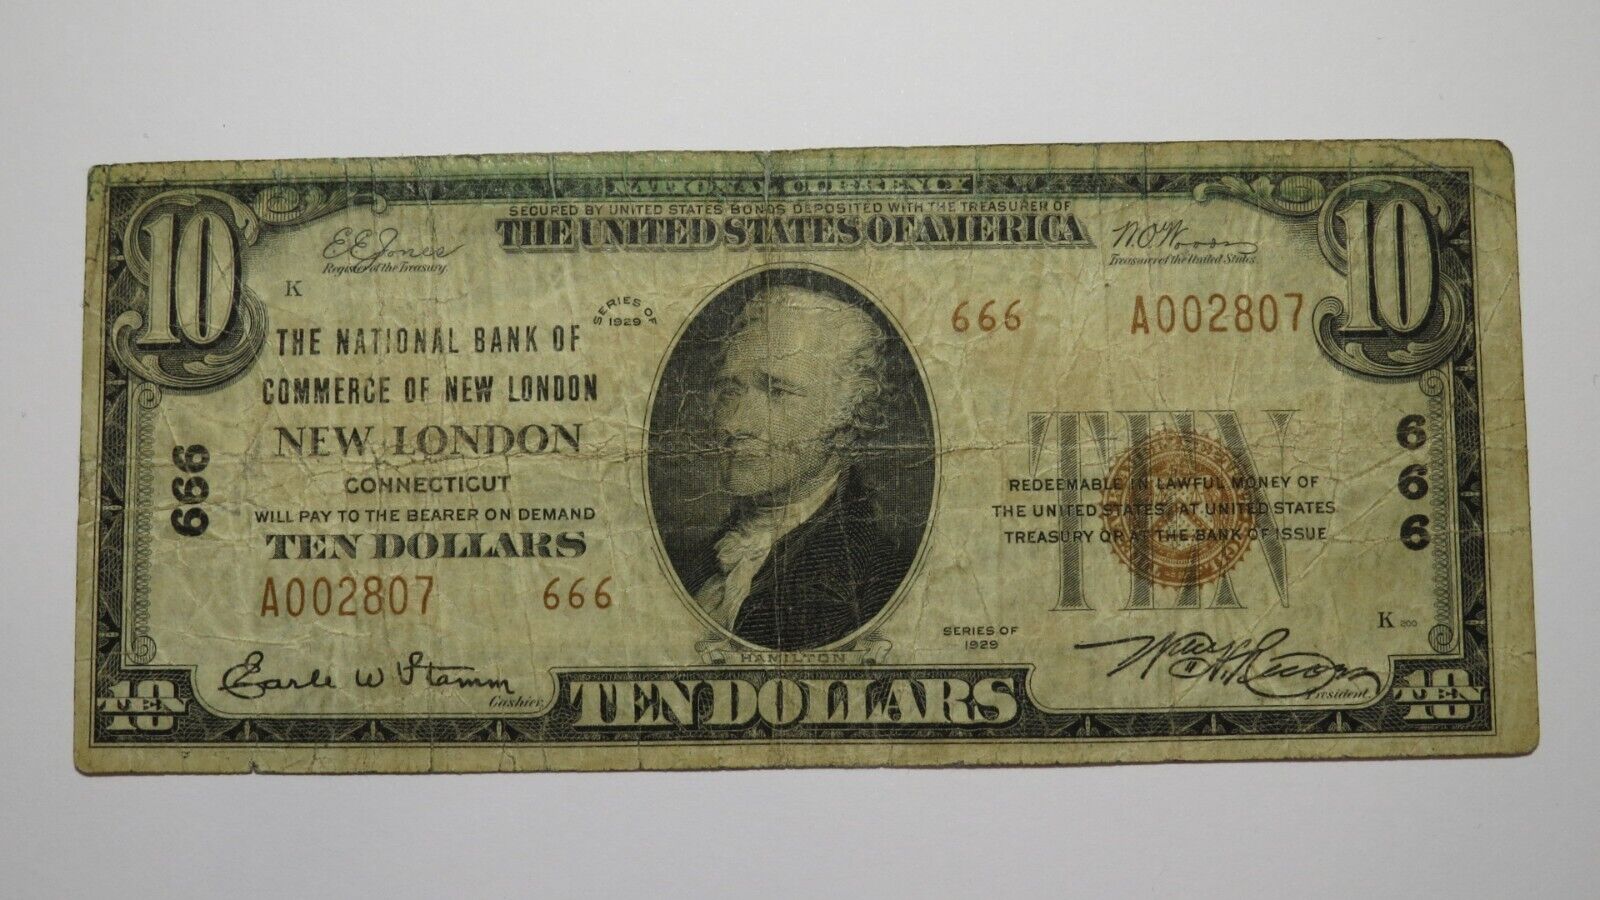 NATIONAL CURRENCY
SECURED BY UNITED STATES BONDS DEPOSITED WITH THE TREASURER OF
THE UNITED STATES OF AMERICA
10
10
E.E. Jones
Register of the Treasury.
Treasurer of the United States.
K
SERIES OF
1929
666
A002807
THE NATIONAL BANK OF
COMMERCE OF NEW LONDON
NEW LONDON
CONNECTICUT
WILL PAY TO THE BEARER ON DEMAND
TEN DOLLARS
A002807
666
666
TEN
REDEEMABLE IN LAWFUL MONEY OF
THE UNITED STATES, AT UNITED STATES
TREASURY OR AT THE BANK OF ISSUE
666
SERIES OF
1929
K 200
HAMILTON
Earle W Stamm
Cashier
President
TEN
10
TEN DOLLARS
TEN
10